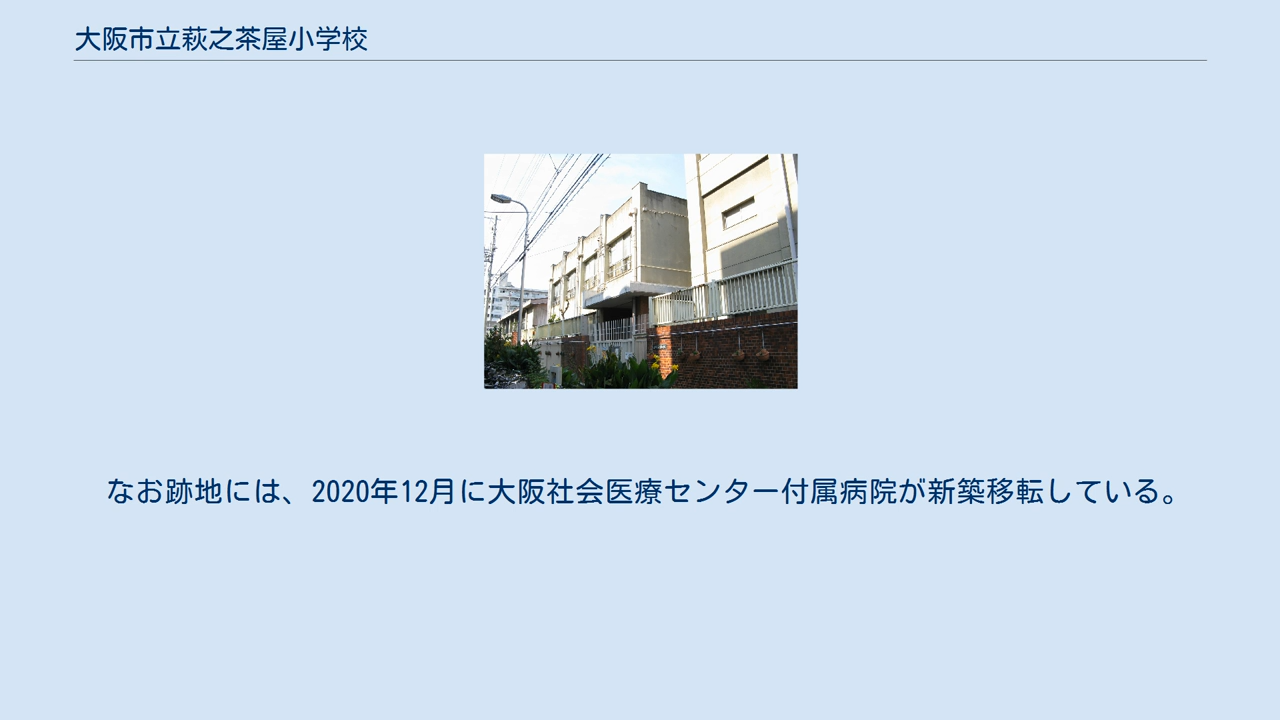 大阪市立萩之茶屋小学校
なお跡地には、2020年12月に大阪社会医療センター付属病院が新築移転している。